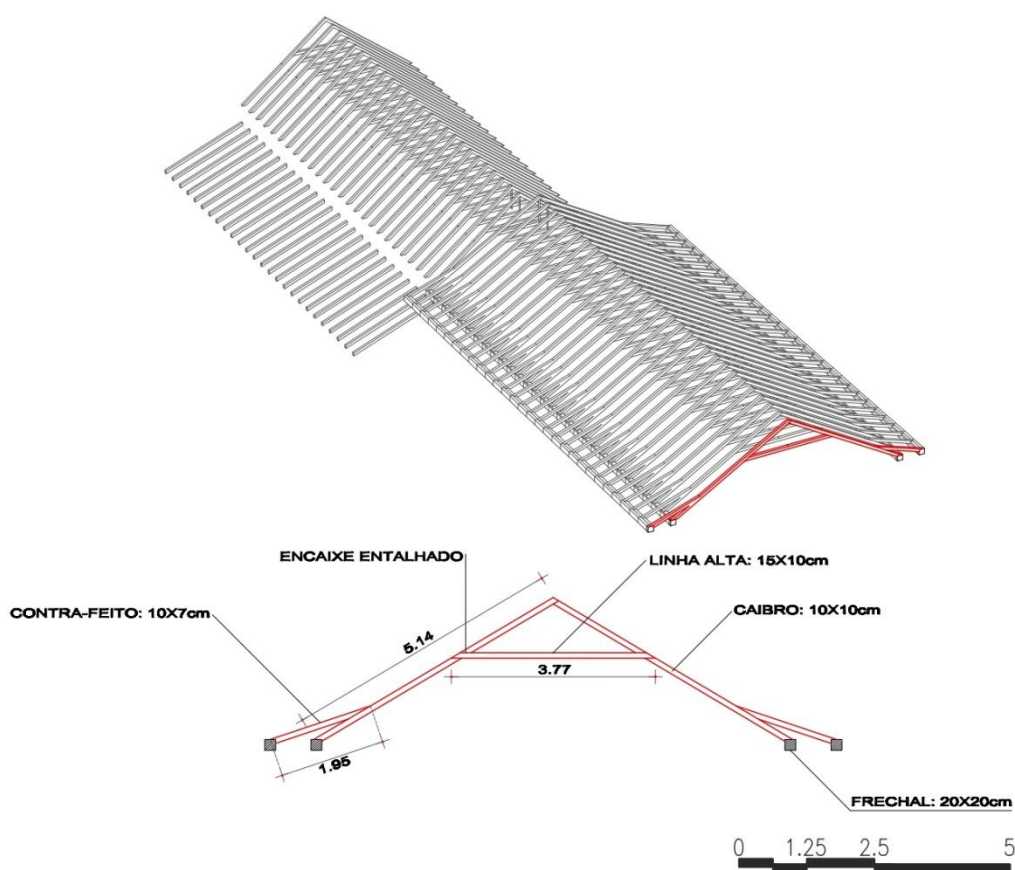 ENCAIXE ENTALHADO
LINHA ALTA: 15X10cm
CONTRA-FEITO: 10X7cm
CAIBRO: 10X10cm
5.14
3.77
1.95
FRECHAL: 20X20cm
0 1.25 2.5 5